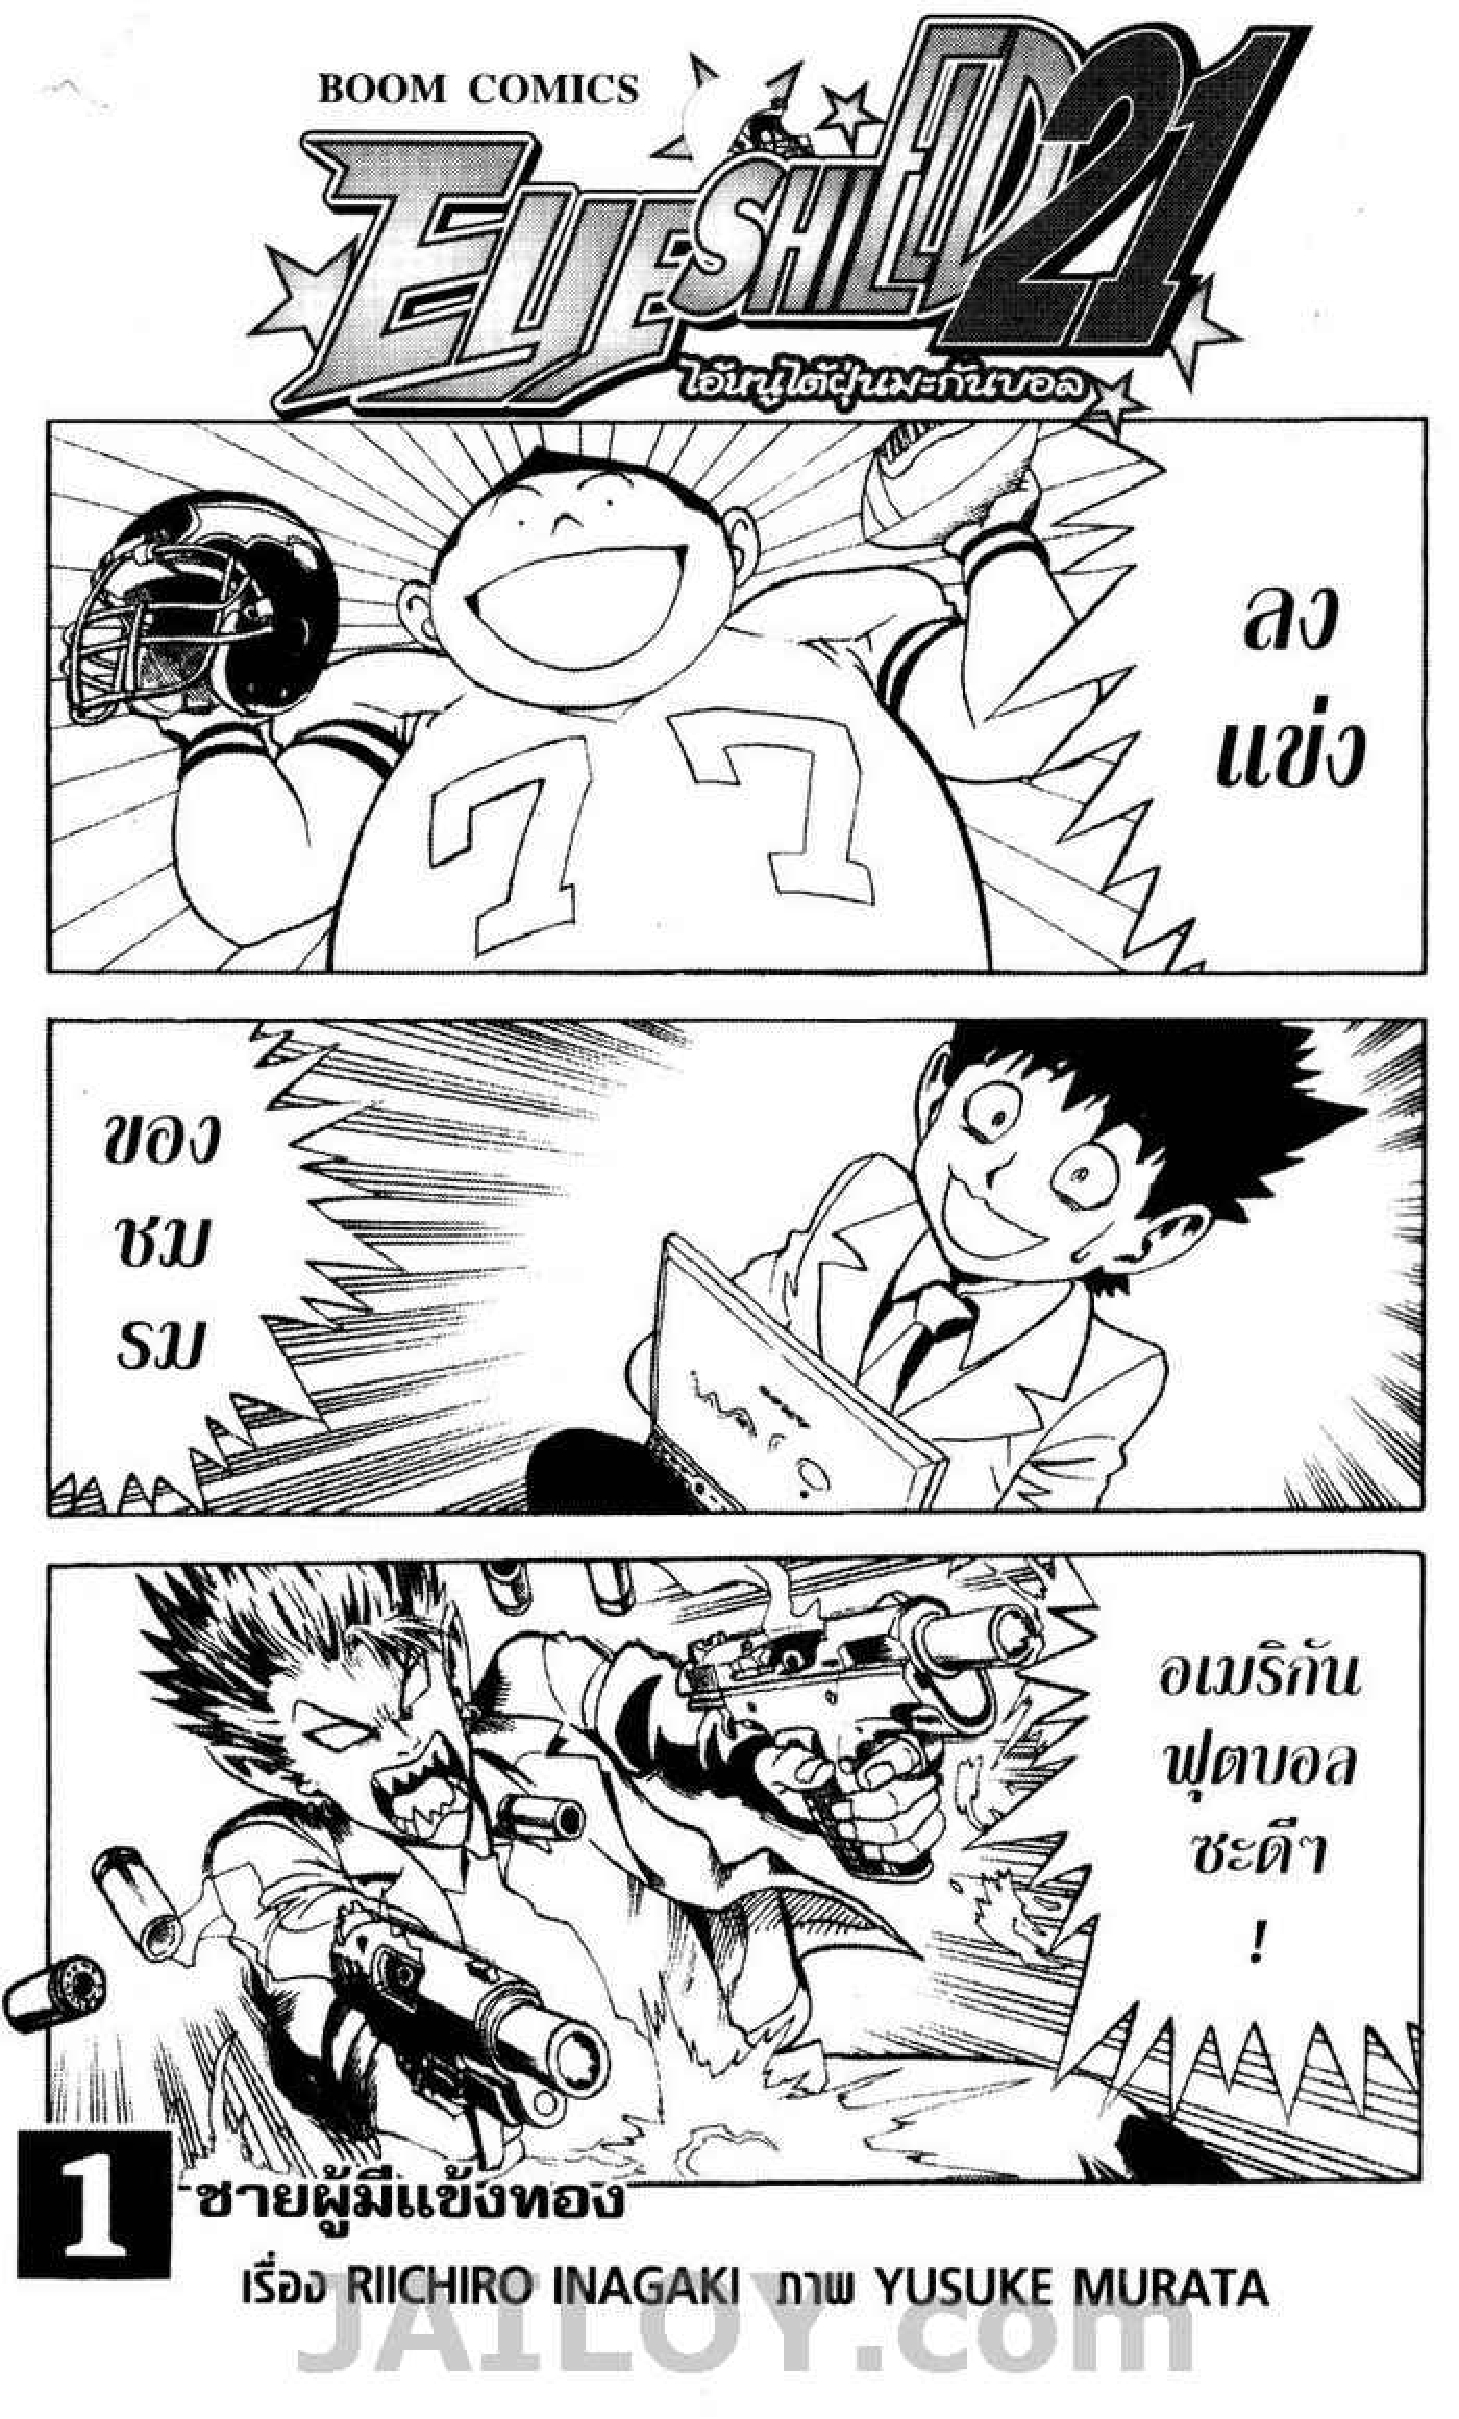 BOOM COMICS
EYESHIELD 21
ไอ้หนูไต้ฝุ่นมะกันบอล
ลง
แข่ง
ของ
ชม
รม
อเมริกัน
ฟุตบอล
ซะดีๆ
!
1
ชายผู้มีแข้งทอง
เรื่อง RIICHIRO INAGAKI ภาพ YUSUKE MURATA
JAILOY.com